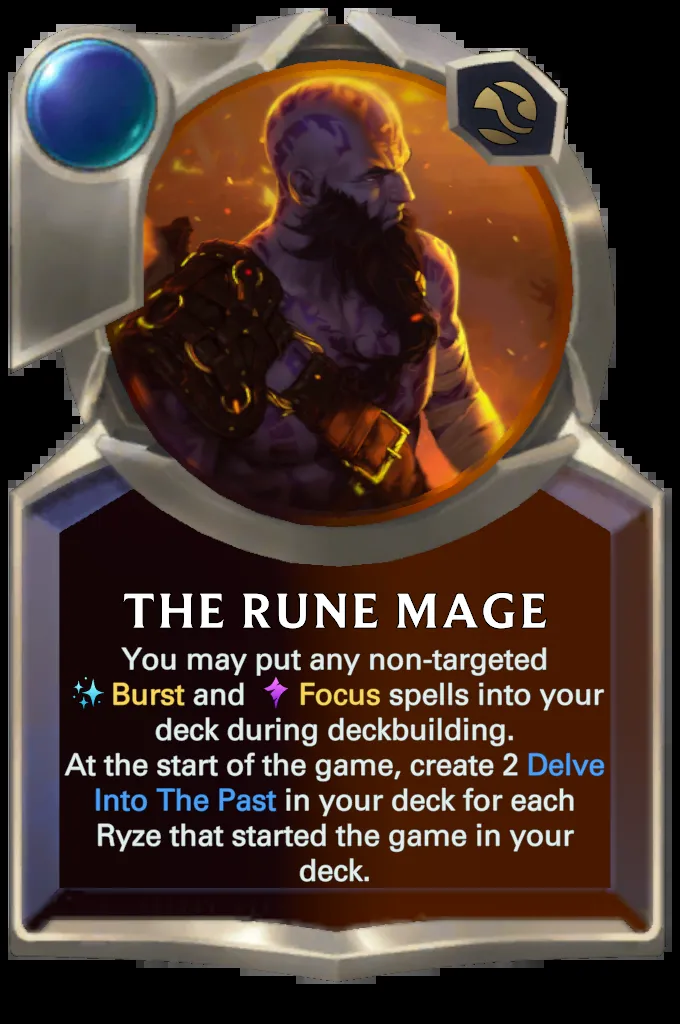 THE RUNE MAGE
You may put any non-targeted
Burst and Focus spells into your
deck during deckbuilding.
At the start of the game, create 2 Delve
Into The Past in your deck for each
Ryze that started the game in your
deck.